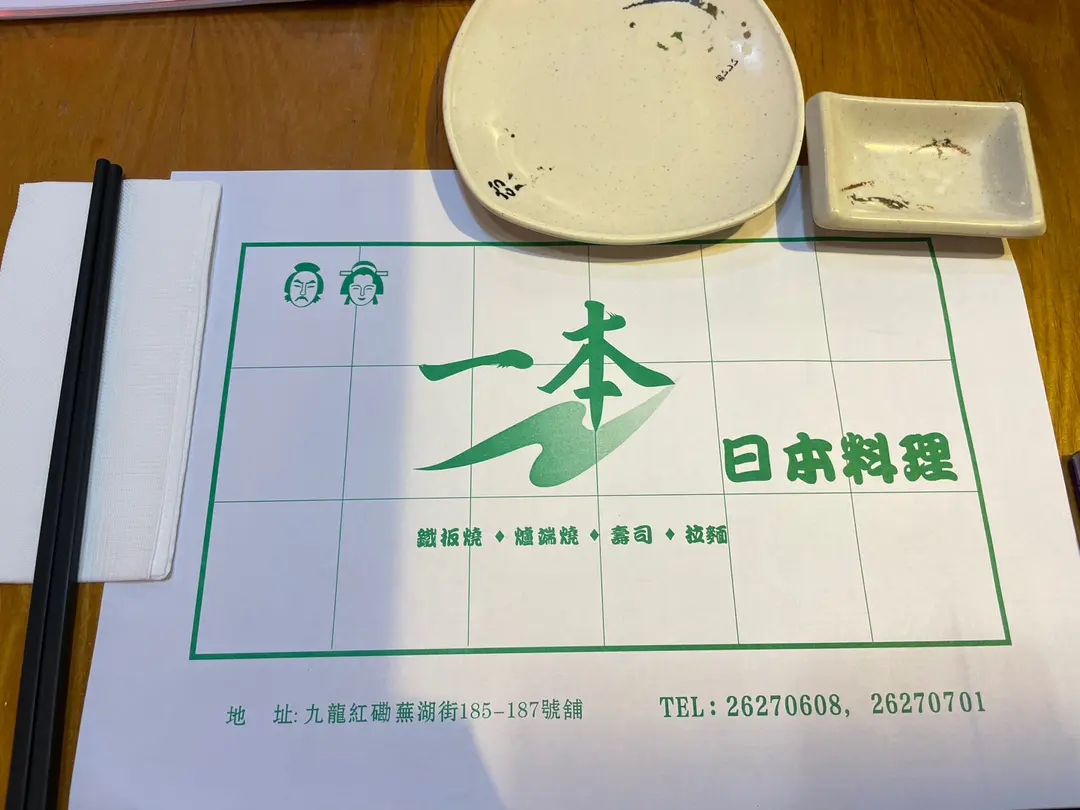 一本
日本料理
鐵板燒 ♦ 爐端燒 ♦ 壽司 ♦ 拉麵
地 址: 九龍紅磡蕪湖街185-187號舖
TEL: 26270608, 26270701